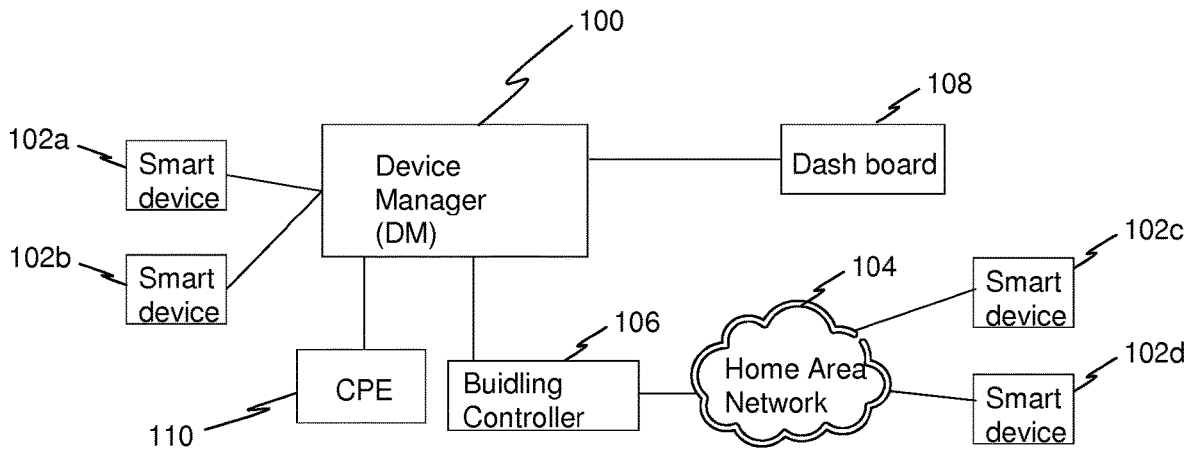 100
108
102a
Smart
device
Device
Manager
(DM)
Dash board
102b
Smart
device
102c
Smart
device
104
106
102d
CPE
Buidling
Controller
Home Area
Network
Smart
device
110